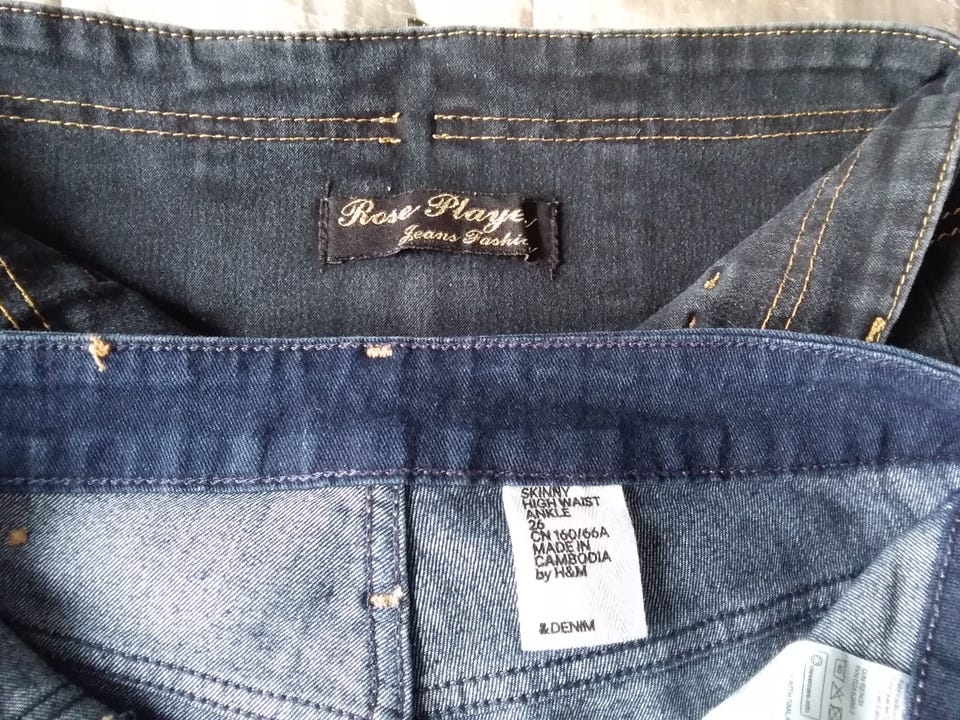 Rose Playe
Jeans Fashio
SKINNY
HIGH WAIST
ANKLE
26
CN 160/66A
MADE IN
CAMBODIA
by H&M
&DENIM